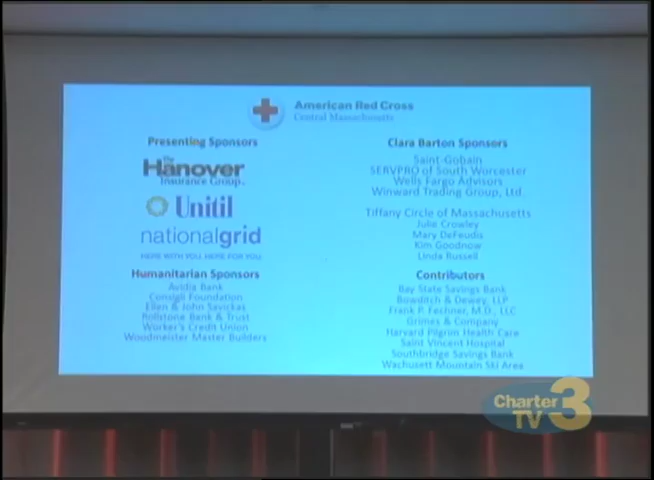 American Red Cross
Central Massachusetts
Presenting Sponsors
The
Hanover
Insurance Group
Unitil
nationalgrid
HERE WITH YOU. HERE FOR YOU.
Humanitarian Sponsors
Avidia Bank
Consigli Foundation
Ellen & John Savickas
Rollstone Bank & Trust
Worker's Credit Union
Woodmeister Master Builders
Clara Barton Sponsors
Saint-Gobain
SERVPRO of South Worcester
Wells Fargo Advisors
Winward Trading Group, Ltd.
Tiffany Circle of Massachusetts
Julie Crowley
Mary DeFeudis
Kim Goodnow
Linda Russell
Contributors
Bay State Savings Bank
Bowditch & Dewey, LLP
Frank P. Fechner, M.D., LLC
Grimes & Company
Harvard Pilgrim Health Care
Saint Vincent Hospital
Southbridge Savings Bank
Wachusett Mountain Ski Area
Charter
TV 3